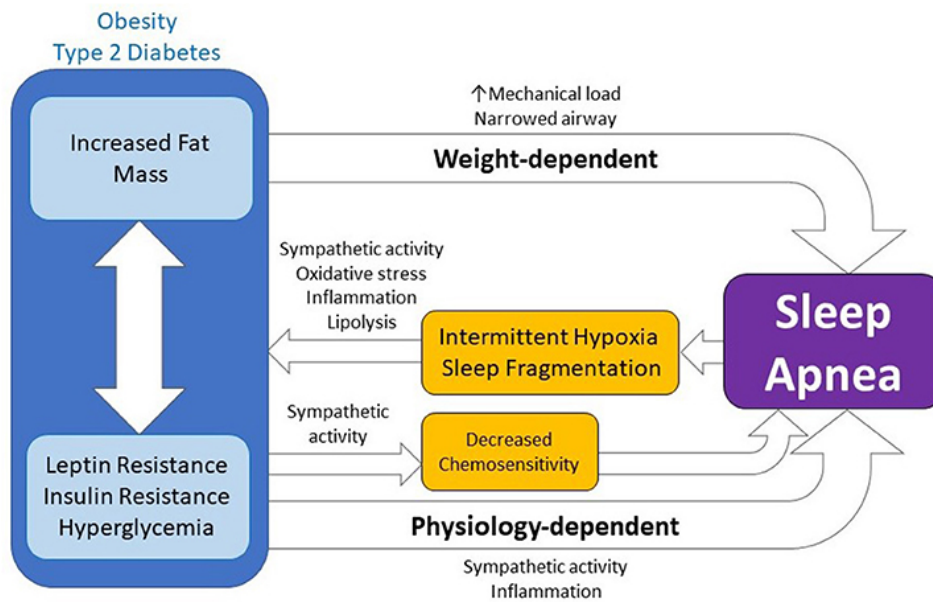 Obesity
Type 2 Diabetes
Increased Fat
Mass
↑Mechanical load
Narrowed airway
Weight-dependent
Sympathetic activity
Oxidative stress
Inflammation
Lipolysis
Intermittent Hypoxia
Sleep Fragmentation
Sleep
Apnea
Sympathetic
activity
Decreased
Chemosensitivity
Leptin Resistance
Insulin Resistance
Hyperglycemia
Physiology-dependent
Sympathetic activity
Inflammation